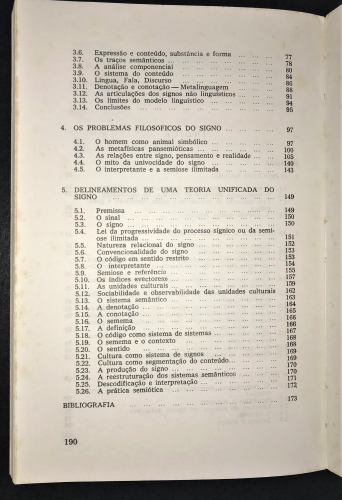 3.6. Expressão e conteúdo, substância e forma ... 77
3.7. Os traços semânticos ... 78
3.8. A análise componencial ... 80
3.9. O sistema do conteúdo ... 84
3.10. Língua, Fala, Discurso ... 86
3.11. Denotação e conotação — Metalinguagem ... 88
3.12. As articulações dos signos não lingüísticos ... 91
3.13. Os limites do modelo lingüístico ... 94
3.14. Conclusões ... 95
4. OS PROBLEMAS FILOSÓFICOS DO SIGNO ... 97
4.1. O homem como animal simbólico ... 97
4.2. As metafísicas pansemióticas ... 100
4.3. As relações entre signo, pensamento e realidade ... 105
4.4. O mito da univocidade do signo ... 140
4.5. O interpretante e a semiose ilimitada ... 143
5. DELINEAMENTOS DE UMA TEORIA UNIFICADA DO
SIGNO ... 149
5.1. Premissa ... 149
5.2. O sinal ... 150
5.3. O signo ... 150
5.4. Lei da progressividade do processo sígnico ou da semi-
ose ilimitada ... 151
5.5. Natureza relacional do signo ... 152
5.6. Convencionalidade do signo ... 153
5.7. O código em sentido restrito ... 153
5.8. O interpretante ... 154
5.9. Semiose e referência ... 155
5.10. Os índices evectores ... 157
5.11. As unidades culturais ... 159
5.12. Sociabilidade e observabilidade das unidades culturais 162
5.13. O sistema semântico ... 163
5.14. A denotação ... 164
5.15. A conotação ... 165
5.16. O semema ... 166
5.17. A definição ... 166
5.18. O código como sistema de sistemas ... 167
5.19. O semema e o contexto ... 168
5.20. O sentido ... 168
5.21. Cultura como sistema de signos ... 169
5.22. Cultura como segmentação do conteúdo ... 169
5.23. A produção do signo ... 170
5.24. A reestruturação dos sistemas semânticos ... 170
5.25. Descodificação e interpretação ... 171
5.26. A prática semiótica ... 172
BIBLIOGRAFIA ... 173
190